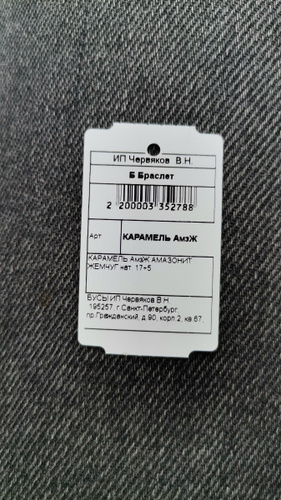 ИП Червяков В.Н.
Б Браслет
2 200003 352788
Арт КАРАМЕЛЬ АмзЖ
КАРАМЕЛЬ АмзЖ АМАЗОНИТ
ЖЕМЧУГ нат. 17+5
БУСЫ ИП Червяков В.Н.
195257 г.Санкт-Петербург,
пр.Гражданский, д.90, корп.2, кв.67,